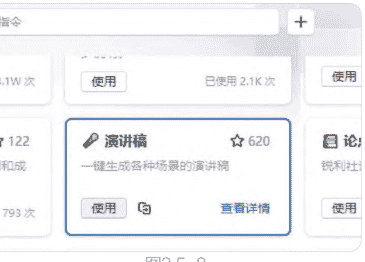 指令
+
使用
已使用 2.1K 次
使用
.1W 次
演讲稿
620
122
一键生成各种场景的演讲稿
和成
锐利社
使用
查看详情
793 次
使用